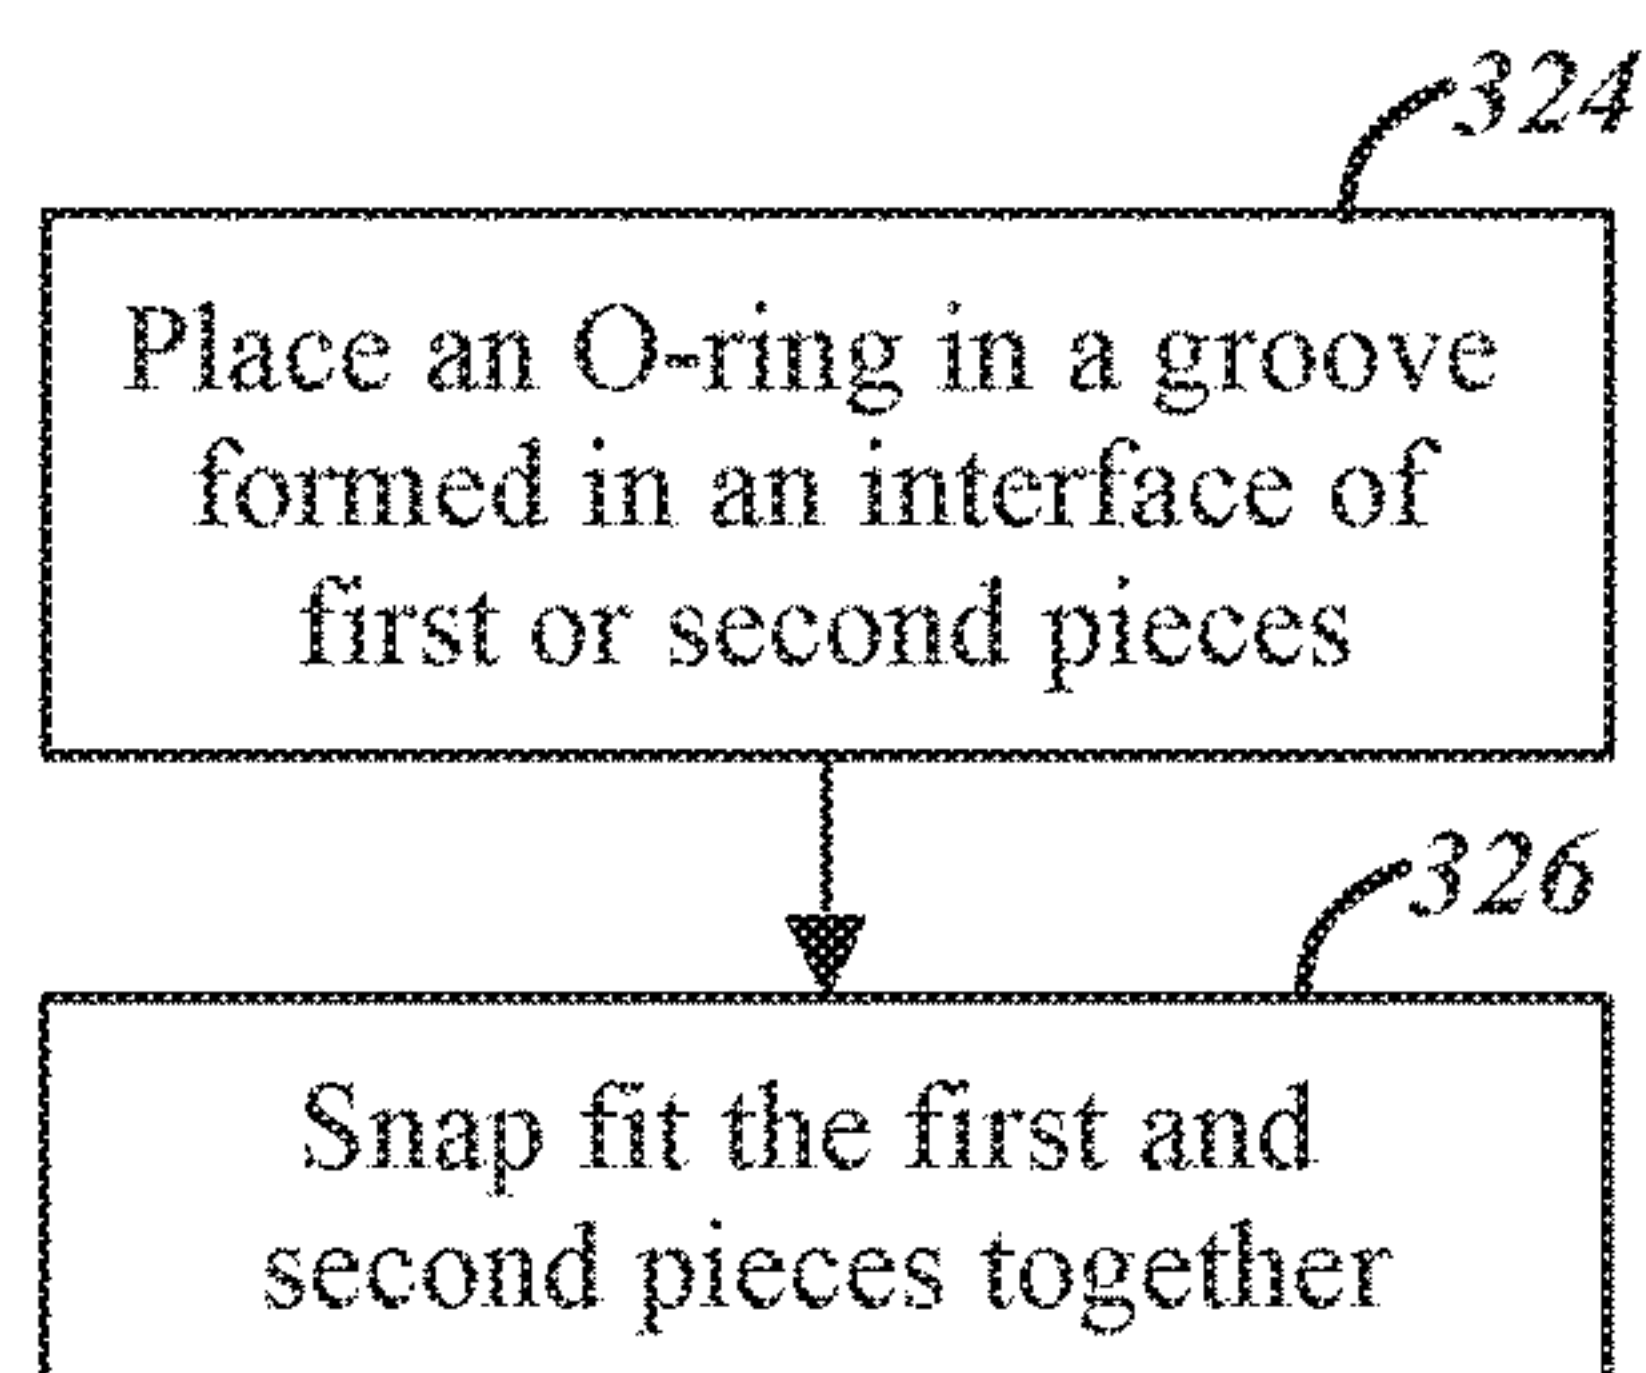 324
Place an O-ring in a groove
formed in an interface of
first or second pieces
326
Snap fit the first and
second pieces together